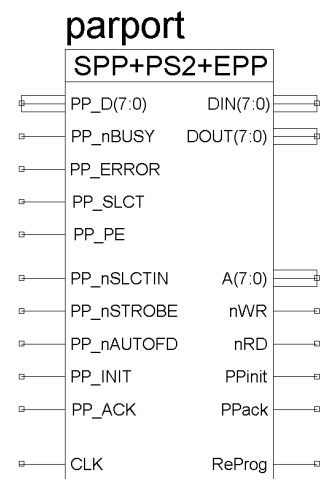 parport
SPP+PS2+EPP
PP_D(7:0) DIN(7:0)
PP_nBUSY DOUT(7:0)
PP_ERROR
PP_SLCT
PP_PE
PP_nSLCTIN A(7:0)
PP_nSTROBE nWR
PP_nAUTOFD nRD
PP_INIT PPinit
PP_ACK PPack
CLK ReProg